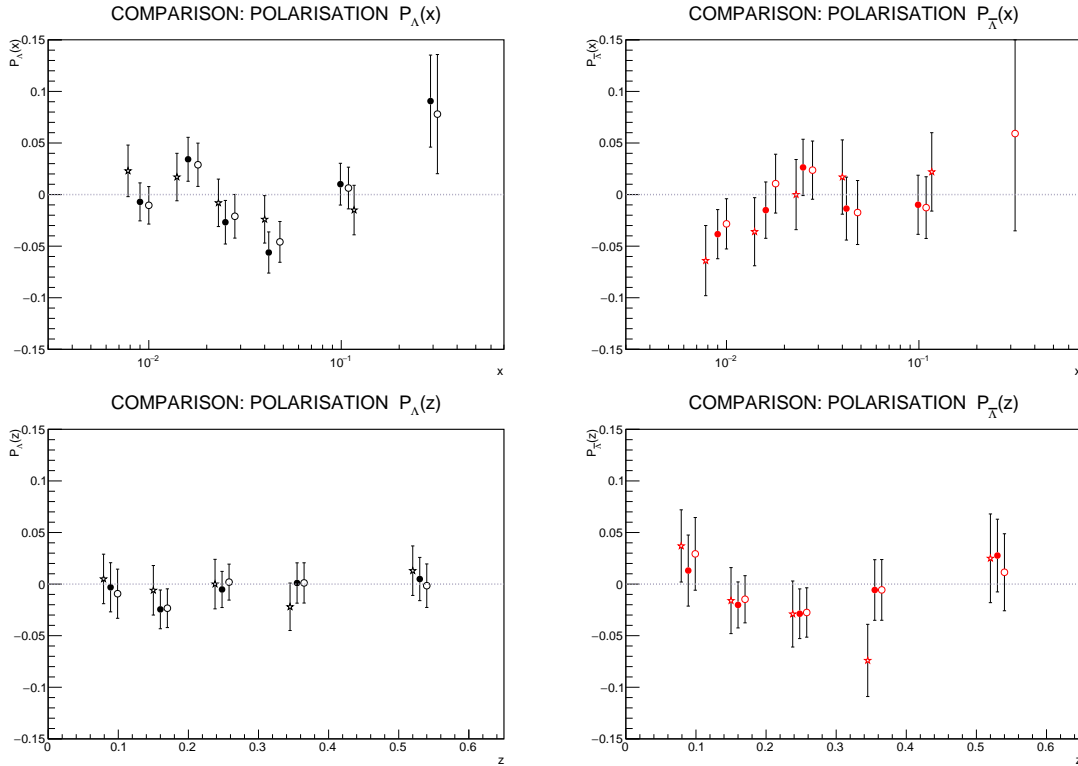 COMPARISON: POLARISATION P_Λ(x)
P_Λ(x)
0.15
0.1
0.05
0
−0.05
−0.1
−0.15
10⁻² 10⁻¹
x
COMPARISON: POLARISATION P_Λ̅(x)
P_Λ̅(x)
0.15
0.1
0.05
0
−0.05
−0.1
−0.15
10⁻² 10⁻¹
x
COMPARISON: POLARISATION P_Λ(z)
P_Λ(z)
0.15
0.1
0.05
0
−0.05
−0.1
−0.15
0 0.1 0.2 0.3 0.4 0.5 0.6
z
COMPARISON: POLARISATION P_Λ̅(z)
P_Λ̅(z)
0.15
0.1
0.05
0
−0.05
−0.1
−0.15
0 0.1 0.2 0.3 0.4 0.5 0.6
z